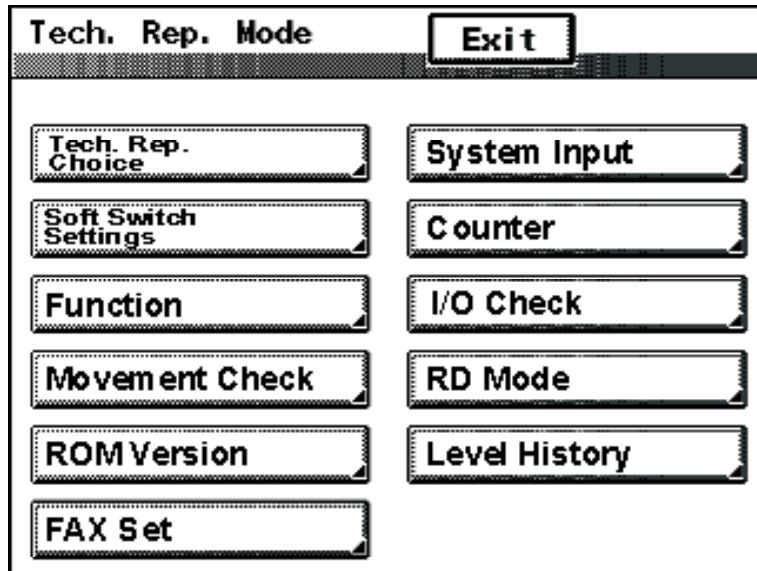 Tech. Rep. Mode
Exit
Tech. Rep.
Choice
System Input
Soft Switch
Settings
Counter
Function
I/O Check
Movement Check
RD Mode
ROM Version
Level History
FAX Set